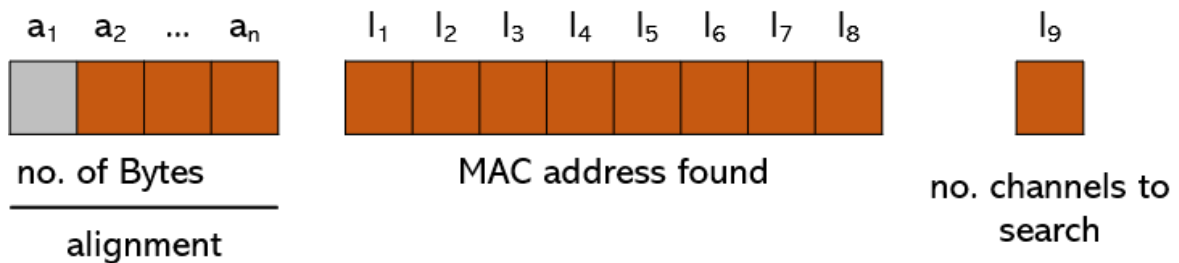 a₁ a₂ ... aₙ
l₁ l₂ l₃ l₄ l₅ l₆ l₇ l₈
l₉
no. of Bytes
alignment
MAC address found
no. channels to
search